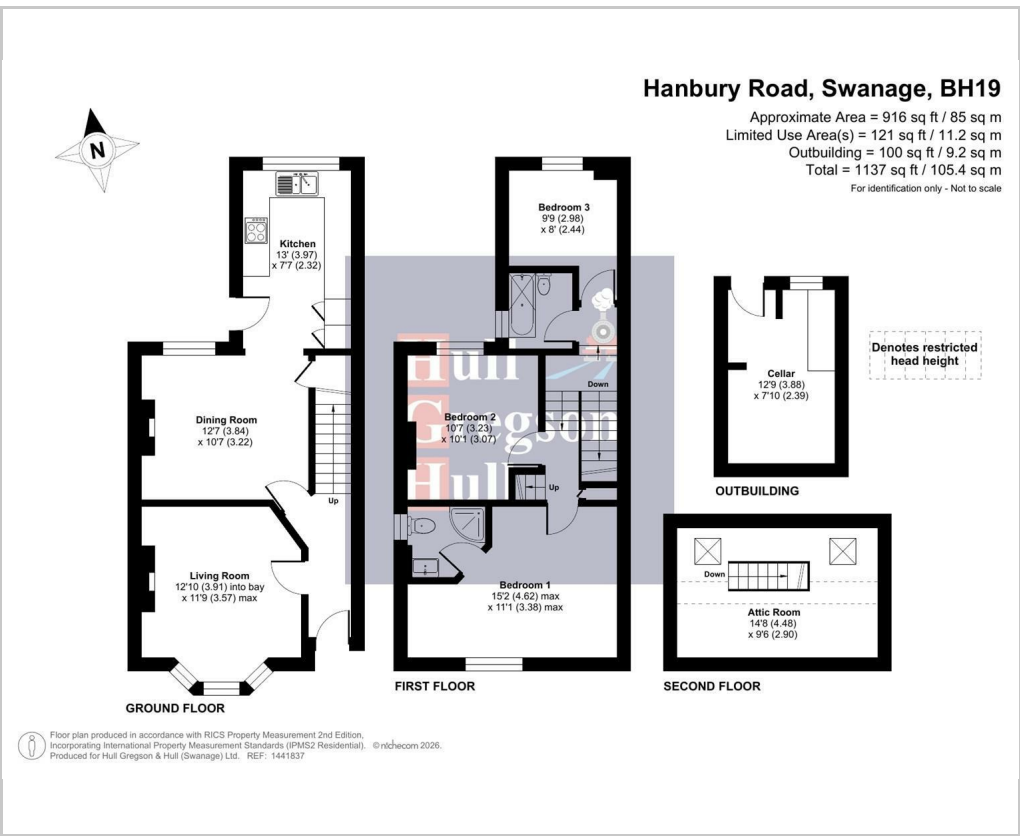 Hanbury Road, Swanage, BH19
Approximate Area = 916 sq ft / 85 sq m
Limited Use Area(s) = 121 sq ft / 11.2 sq m
Outbuilding = 100 sq ft / 9.2 sq m
Total = 1137 sq ft / 105.4 sq m
For identification only - Not to scale
N
Kitchen
13' (3.97)
x 7'7 (2.32)
Dining Room
12'7 (3.84)
x 10'7 (3.22)
Up
Living Room
12'10 (3.91) into bay
x 11'9 (3.57) max
GROUND FLOOR
Bedroom 3
9'9 (2.98)
x 8' (2.44)
Down
Hull
Gregson
Hull
Bedroom 2
10'7 (3.23)
x 10'1 (3.07)
Up
Bedroom 1
15'2 (4.62) max
x 11'1 (3.38) max
FIRST FLOOR
Cellar
12'9 (3.88)
x 7'10 (2.39)
OUTBUILDING
Denotes restricted
head height
Down
Attic Room
14'8 (4.48)
x 9'6 (2.90)
SECOND FLOOR
Floor plan produced in accordance with RICS Property Measurement 2nd Edition,
Incorporating International Property Measurement Standards (IPMS2 Residential). © nichecom 2026.
Produced for Hull Gregson & Hull (Swanage) Ltd. REF: 1441837